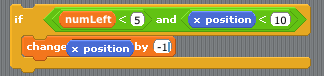 if numLeft < 5 and x position < 10
change x position by -1